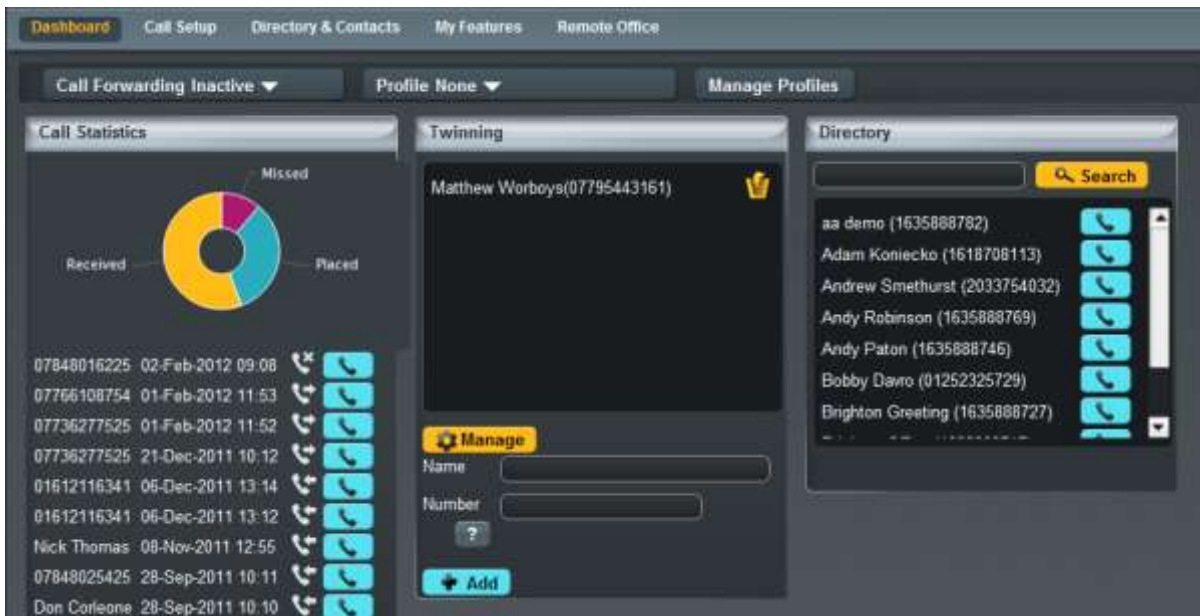 Dashboard Call Setup Directory & Contacts My Features Remote Office
Call Forwarding Inactive Profile None Manage Profiles
Call Statistics
Missed
Received
Placed
07848016225 02-Feb-2012 09:08
07766108754 01-Feb-2012 11:53
07736277525 01-Feb-2012 11:52
07736277525 21-Dec-2011 10:12
01612116341 06-Dec-2011 13:14
01612116341 06-Dec-2011 13:12
Nick Thomas 08-Nov-2011 12:55
07848025425 28-Sep-2011 10:11
Don Corleone 28-Sep-2011 10:10
Twinning
Matthew Worboys(07795443161)
Manage
Name
Number
?
Add
Directory
Search
aa demo (1635888782)
Adam Koniecko (1618708113)
Andrew Smethurst (2033754032)
Andy Robinson (1635888769)
Andy Paton (1635888746)
Bobby Davro (01252325729)
Brighton Greeting (1635888727)